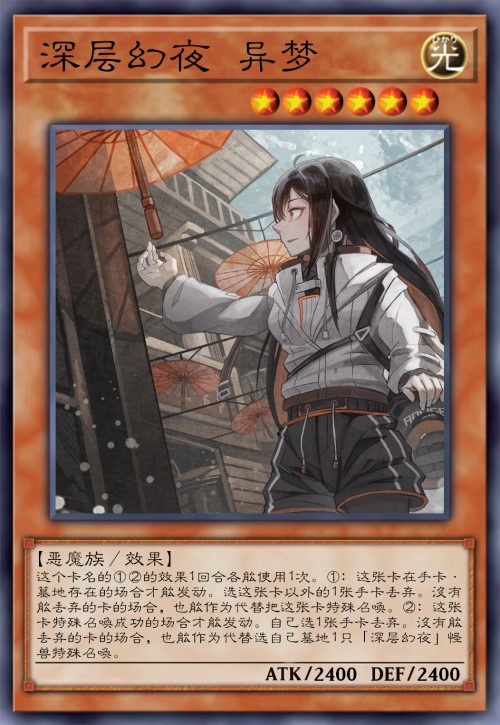 深层幻夜 异梦
ひかり
光
【恶魔族／效果】
这个卡名的①②的效果1回合各能使用1次。①：这张卡在手卡·
墓地存在的场合才能发动。选这张卡以外的1张手卡丢弃。没有
能丢弃的卡的场合，也能作为代替把这张卡特殊召唤。②：这张
卡特殊召唤成功的场合才能发动。自己选1张手卡丢弃。没有能
丢弃的卡的场合，也能作为代替选自己墓地1只「深层幻夜」怪
兽特殊召唤。
ATK/2400 DEF/2400